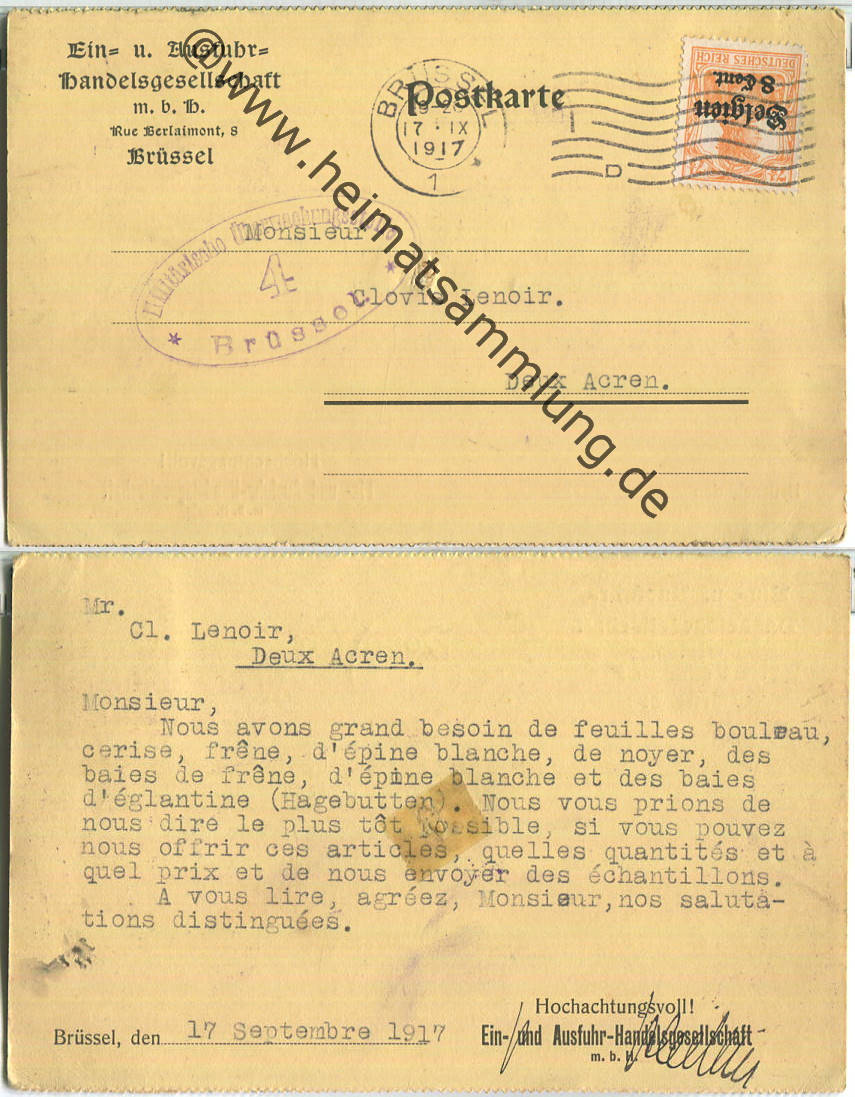 Ein= u. Ausfuhr=
Handelsgesellschaft
m. b. H.
Rue Berlaimont, 8
Brüssel
Postkarte
BRÜSSEL
17·IX
1917
1
D
DEUTSCHES REICH
Belgien
8 Cent.
@www.heimatsammlung.de
Militärische Überwachungsstelle
4
* Brüssel *
Monsieur
Clovis Lenoir.
Deux Acren.
Mr.
Cl. Lenoir,
Deux Acren.
Monsieur,
Nous avons grand besoin de feuilles bouleau,
cerise, frêne, d'épine blanche, de noyer, des
baies de frêne, d'épine blanche et des baies
d'églantine (Hagebutten). Nous vous prions de
nous dire le plus tôt possible, si vous pouvez
nous offrir ces articles, quelles quantités et à
quel prix et de nous envoyer des échantillons.
A vous lire, agréez, Monsieur,nos saluta-
tions distinguées.
Hochachtungsvoll!
Brüssel, den 17 Septembre 1917
Ein- und Ausfuhr-Handelsgesellschaft
m. b. H.